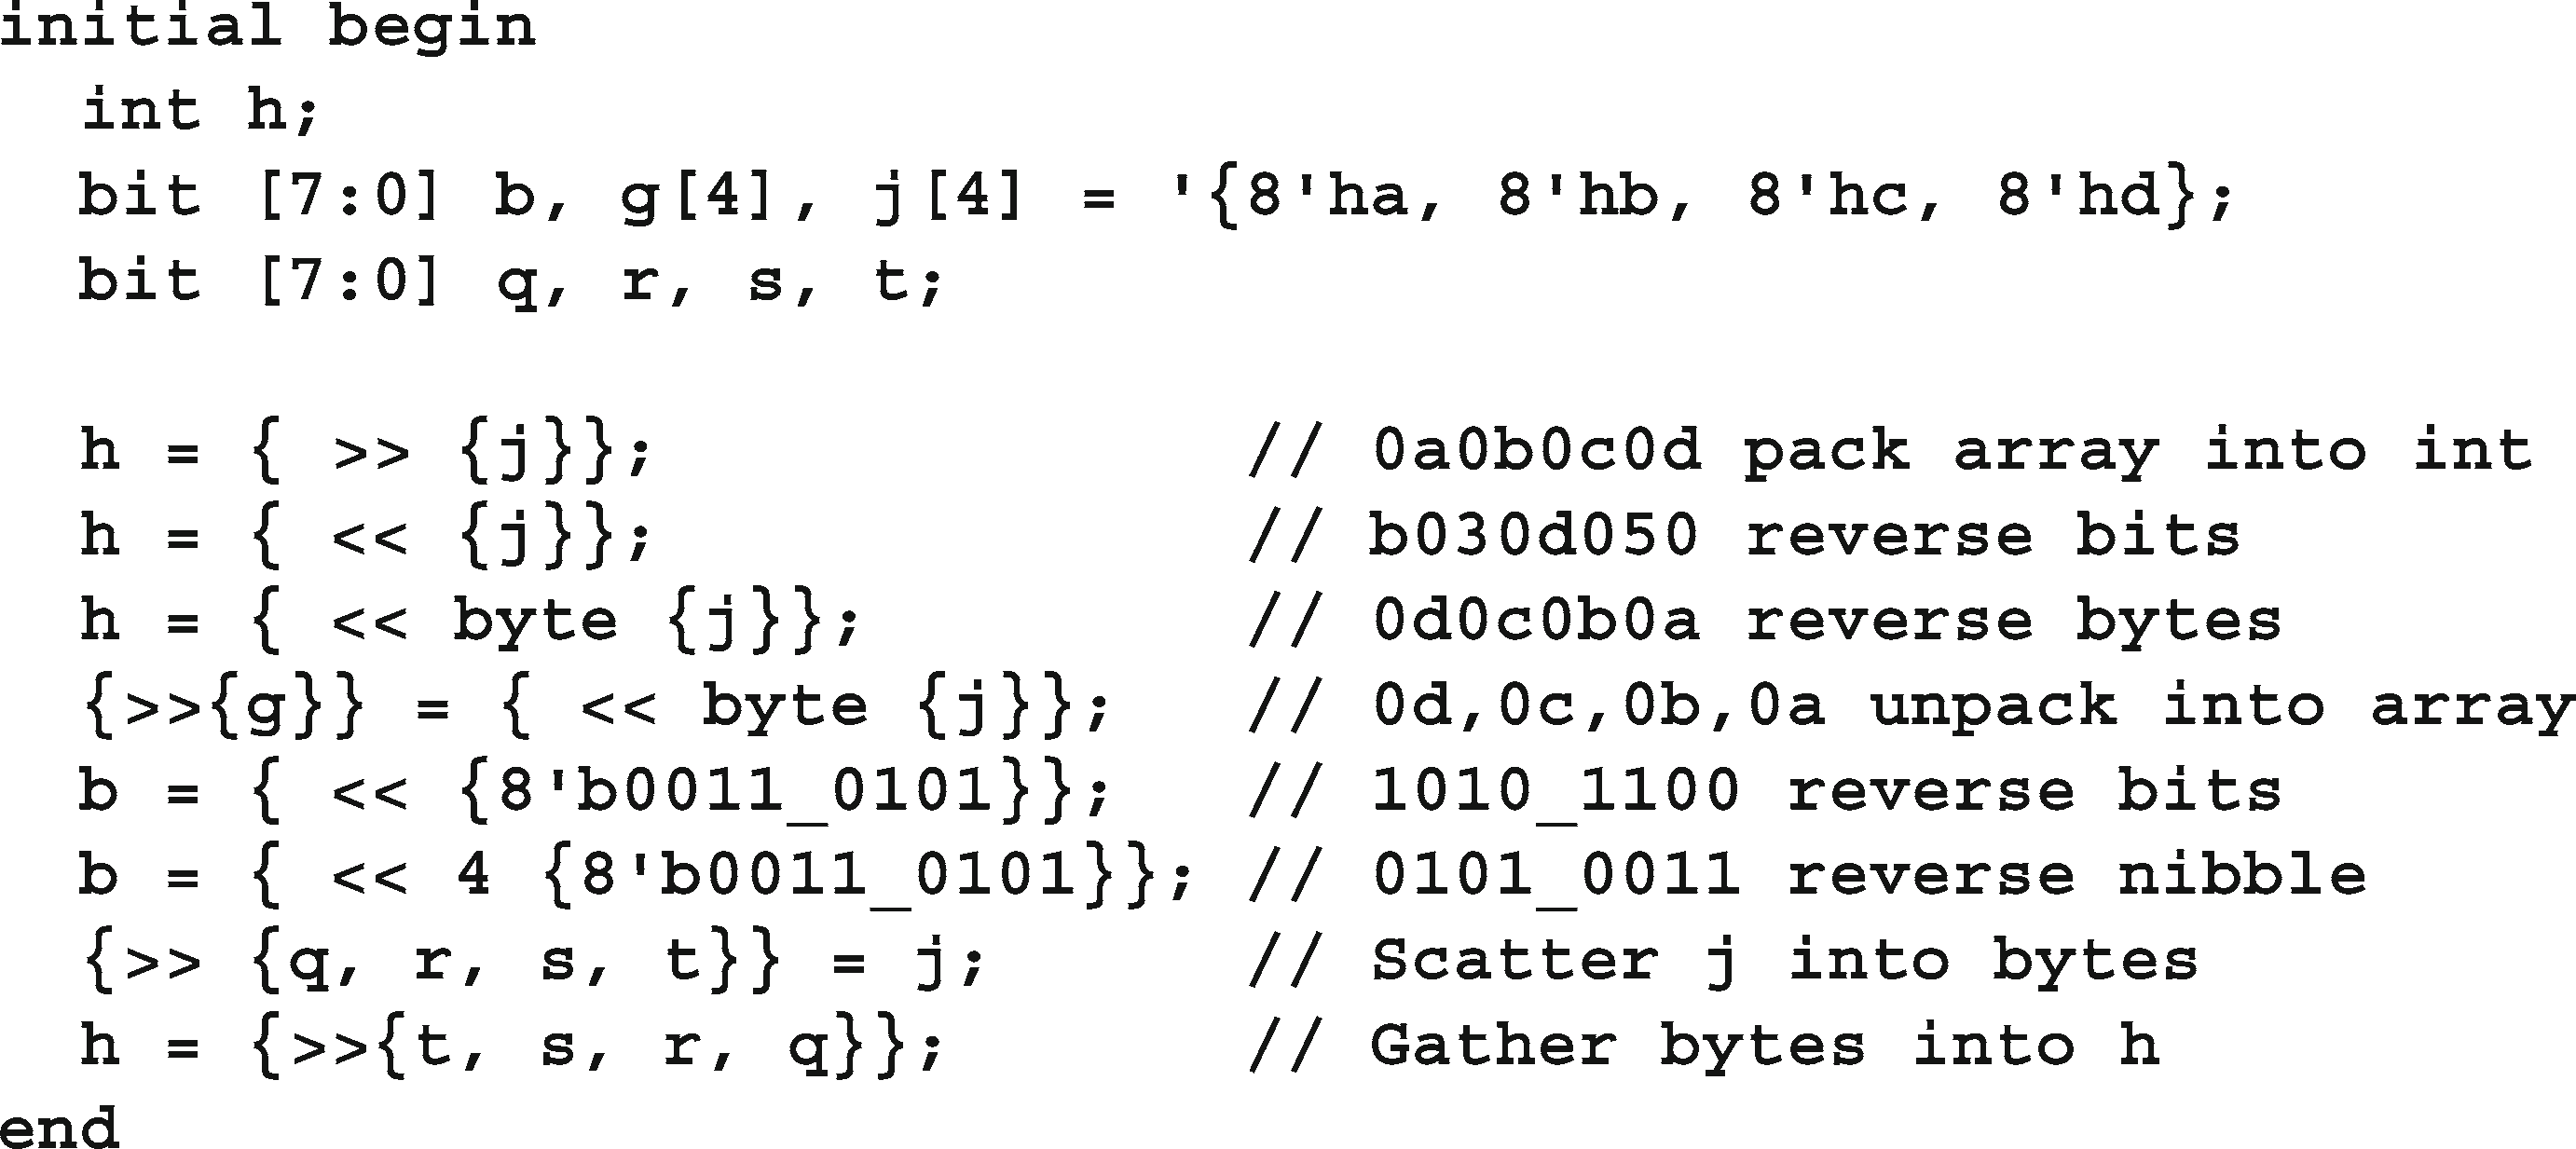 initial begin
  int h;
  bit [7:0] b, g[4], j[4] = '{8'ha, 8'hb, 8'hc, 8'hd};
  bit [7:0] q, r, s, t;

  h = { >> {j}};              // 0a0b0c0d pack array into int
  h = { << {j}};              // b030d050 reverse bits
  h = { << byte {j}};         // 0d0c0b0a reverse bytes
  {>>{g}} = { << byte {j}};   // 0d,0c,0b,0a unpack into array
  b = { << {8'b0011_0101}};   // 1010_1100 reverse bits
  b = { << 4 {8'b0011_0101}}; // 0101_0011 reverse nibble
  {>> {q, r, s, t}} = j;      // Scatter j into bytes
  h = {>>{t, s, r, q}};       // Gather bytes into h
end